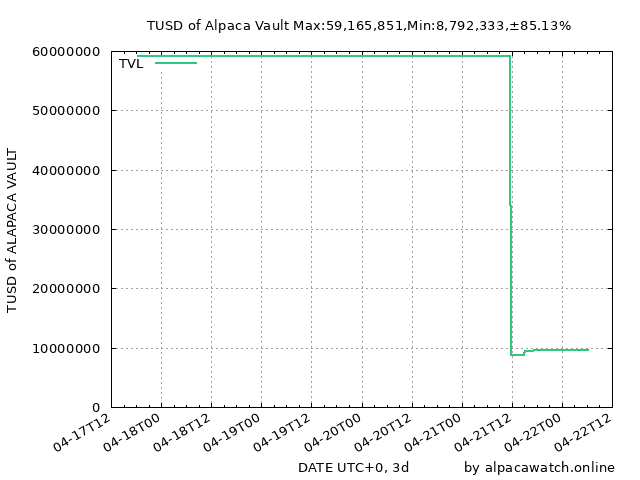 TUSD of Alpaca Vault Max:59,165,851,Min:8,792,333,±85.13%
TVL
60000000
50000000
40000000
30000000
20000000
10000000
0
TUSD of ALAPACA VAULT
04-17T12
04-18T00
04-18T12
04-19T00
04-19T12
04-20T00
04-20T12
04-21T00
04-21T12
04-22T00
04-22T12
DATE UTC+0, 3d
by alpacawatch.online